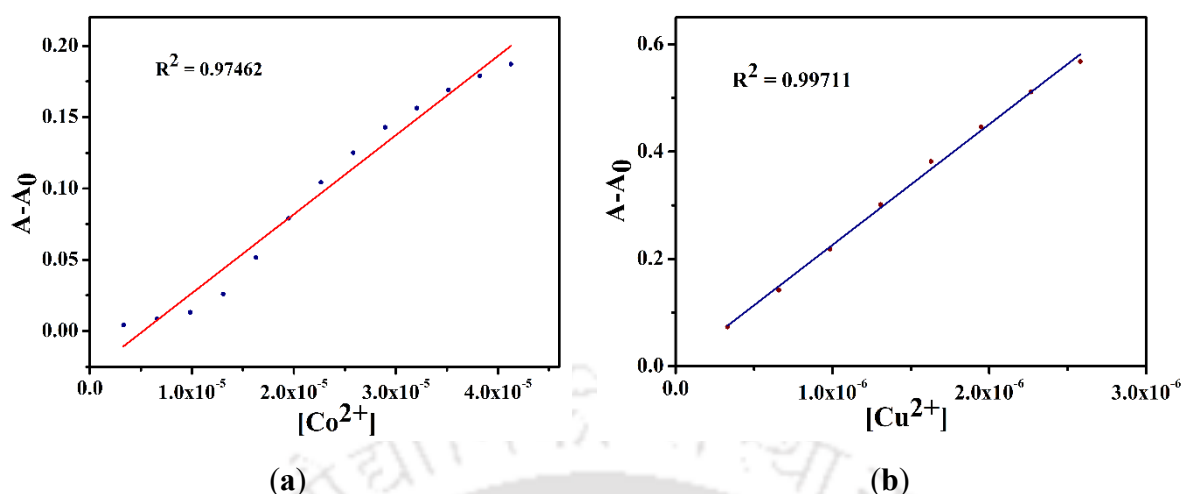 R² = 0.97462
A-A₀
0.20
0.15
0.10
0.05
0.00
0.0
1.0x10⁻⁵
2.0x10⁻⁵
3.0x10⁻⁵
4.0x10⁻⁵
[Co²⁺]
(a)
R² = 0.99711
A-A₀
0.6
0.4
0.2
0.0
0.0
1.0x10⁻⁶
2.0x10⁻⁶
3.0x10⁻⁶
[Cu²⁺]
(b)